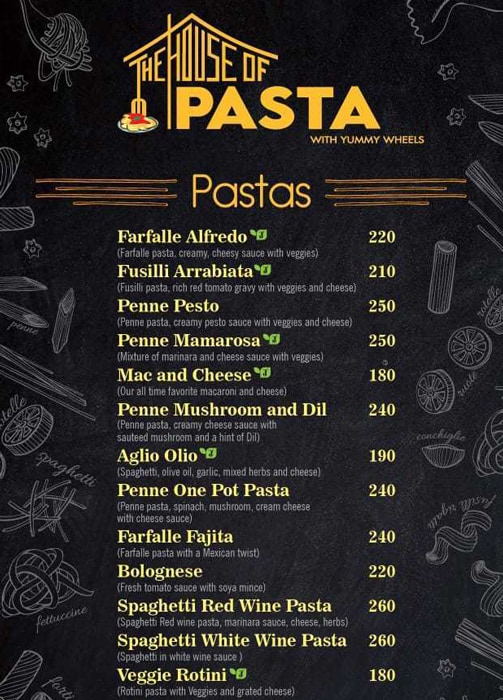 THE HOUSE OF
PASTA
WITH YUMMY WHEELS
Pastas
Farfalle Alfredo 220
(Farfalle pasta, creamy, cheesy sauce with veggies)
Fusilli Arrabiata 210
(Fusilli pasta, rich red tomato gravy with veggies and cheese)
Penne Pesto 250
(Penne pasta, creamy pesto sauce with veggies and cheese)
Penne Mamarosa 250
(Mixture of marinara and cheese sauce with veggies)
Mac and Cheese 180
(Our all time favorite macaroni and cheese)
Penne Mushroom and Dil 240
(Penne pasta, creamy cheese sauce with
sauteed mushroom and a hint of Dil)
Aglio Olio 190
(Spaghetti, olive oil, garlic, mixed herbs and cheese)
Penne One Pot Pasta 240
(Penne pasta, spinach, mushroom, cream cheese
with cheese sauce)
Farfalle Fajita 240
(Farfalle pasta with a Mexican twist)
Bolognese 220
(Fresh tomato sauce with soya mince)
Spaghetti Red Wine Pasta 260
(Spaghetti Red wine pasta, marinara sauce, cheese, herbs)
Spaghetti White Wine Pasta 260
(Spaghetti in white wine sauce )
Veggie Rotini 180
(Rotini pasta with Veggies and grated cheese)
penne
spaghetti
fettuccine
conchiglie